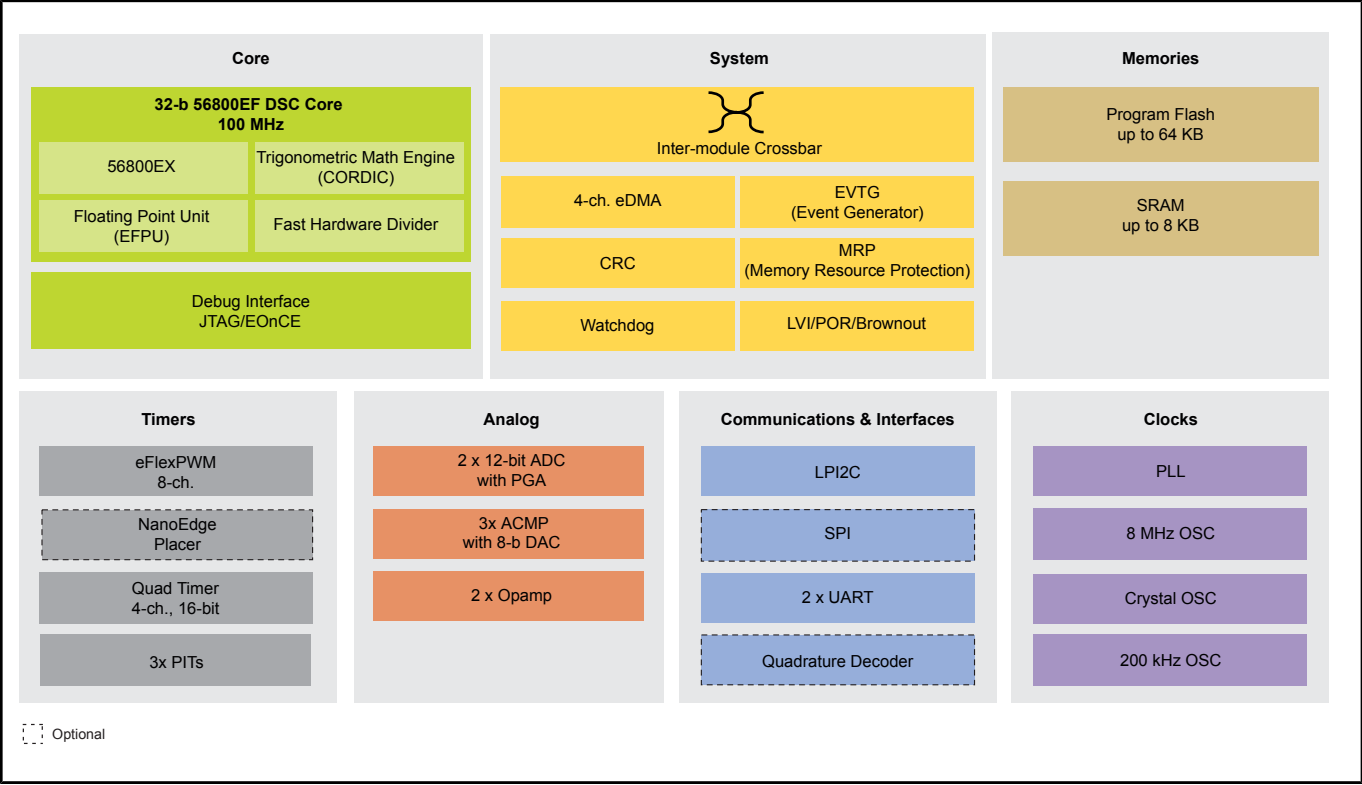 Core
32-b 56800EF DSC Core
100 MHz
56800EX
Trigonometric Math Engine
(CORDIC)
Floating Point Unit
(EFPU)
Fast Hardware Divider
Debug Interface
JTAG/EOnCE
System
Inter-module Crossbar
4-ch. eDMA
EVTG
(Event Generator)
CRC
MRP
(Memory Resource Protection)
Watchdog
LVI/POR/Brownout
Memories
Program Flash
up to 64 KB
SRAM
up to 8 KB
Timers
eFlexPWM
8-ch.
NanoEdge
Placer
Quad Timer
4-ch., 16-bit
3x PITs
Analog
2 x 12-bit ADC
with PGA
3x ACMP
with 8-b DAC
2 x Opamp
Communications & Interfaces
LPI2C
SPI
2 x UART
Quadrature Decoder
Clocks
PLL
8 MHz OSC
Crystal OSC
200 kHz OSC
Optional